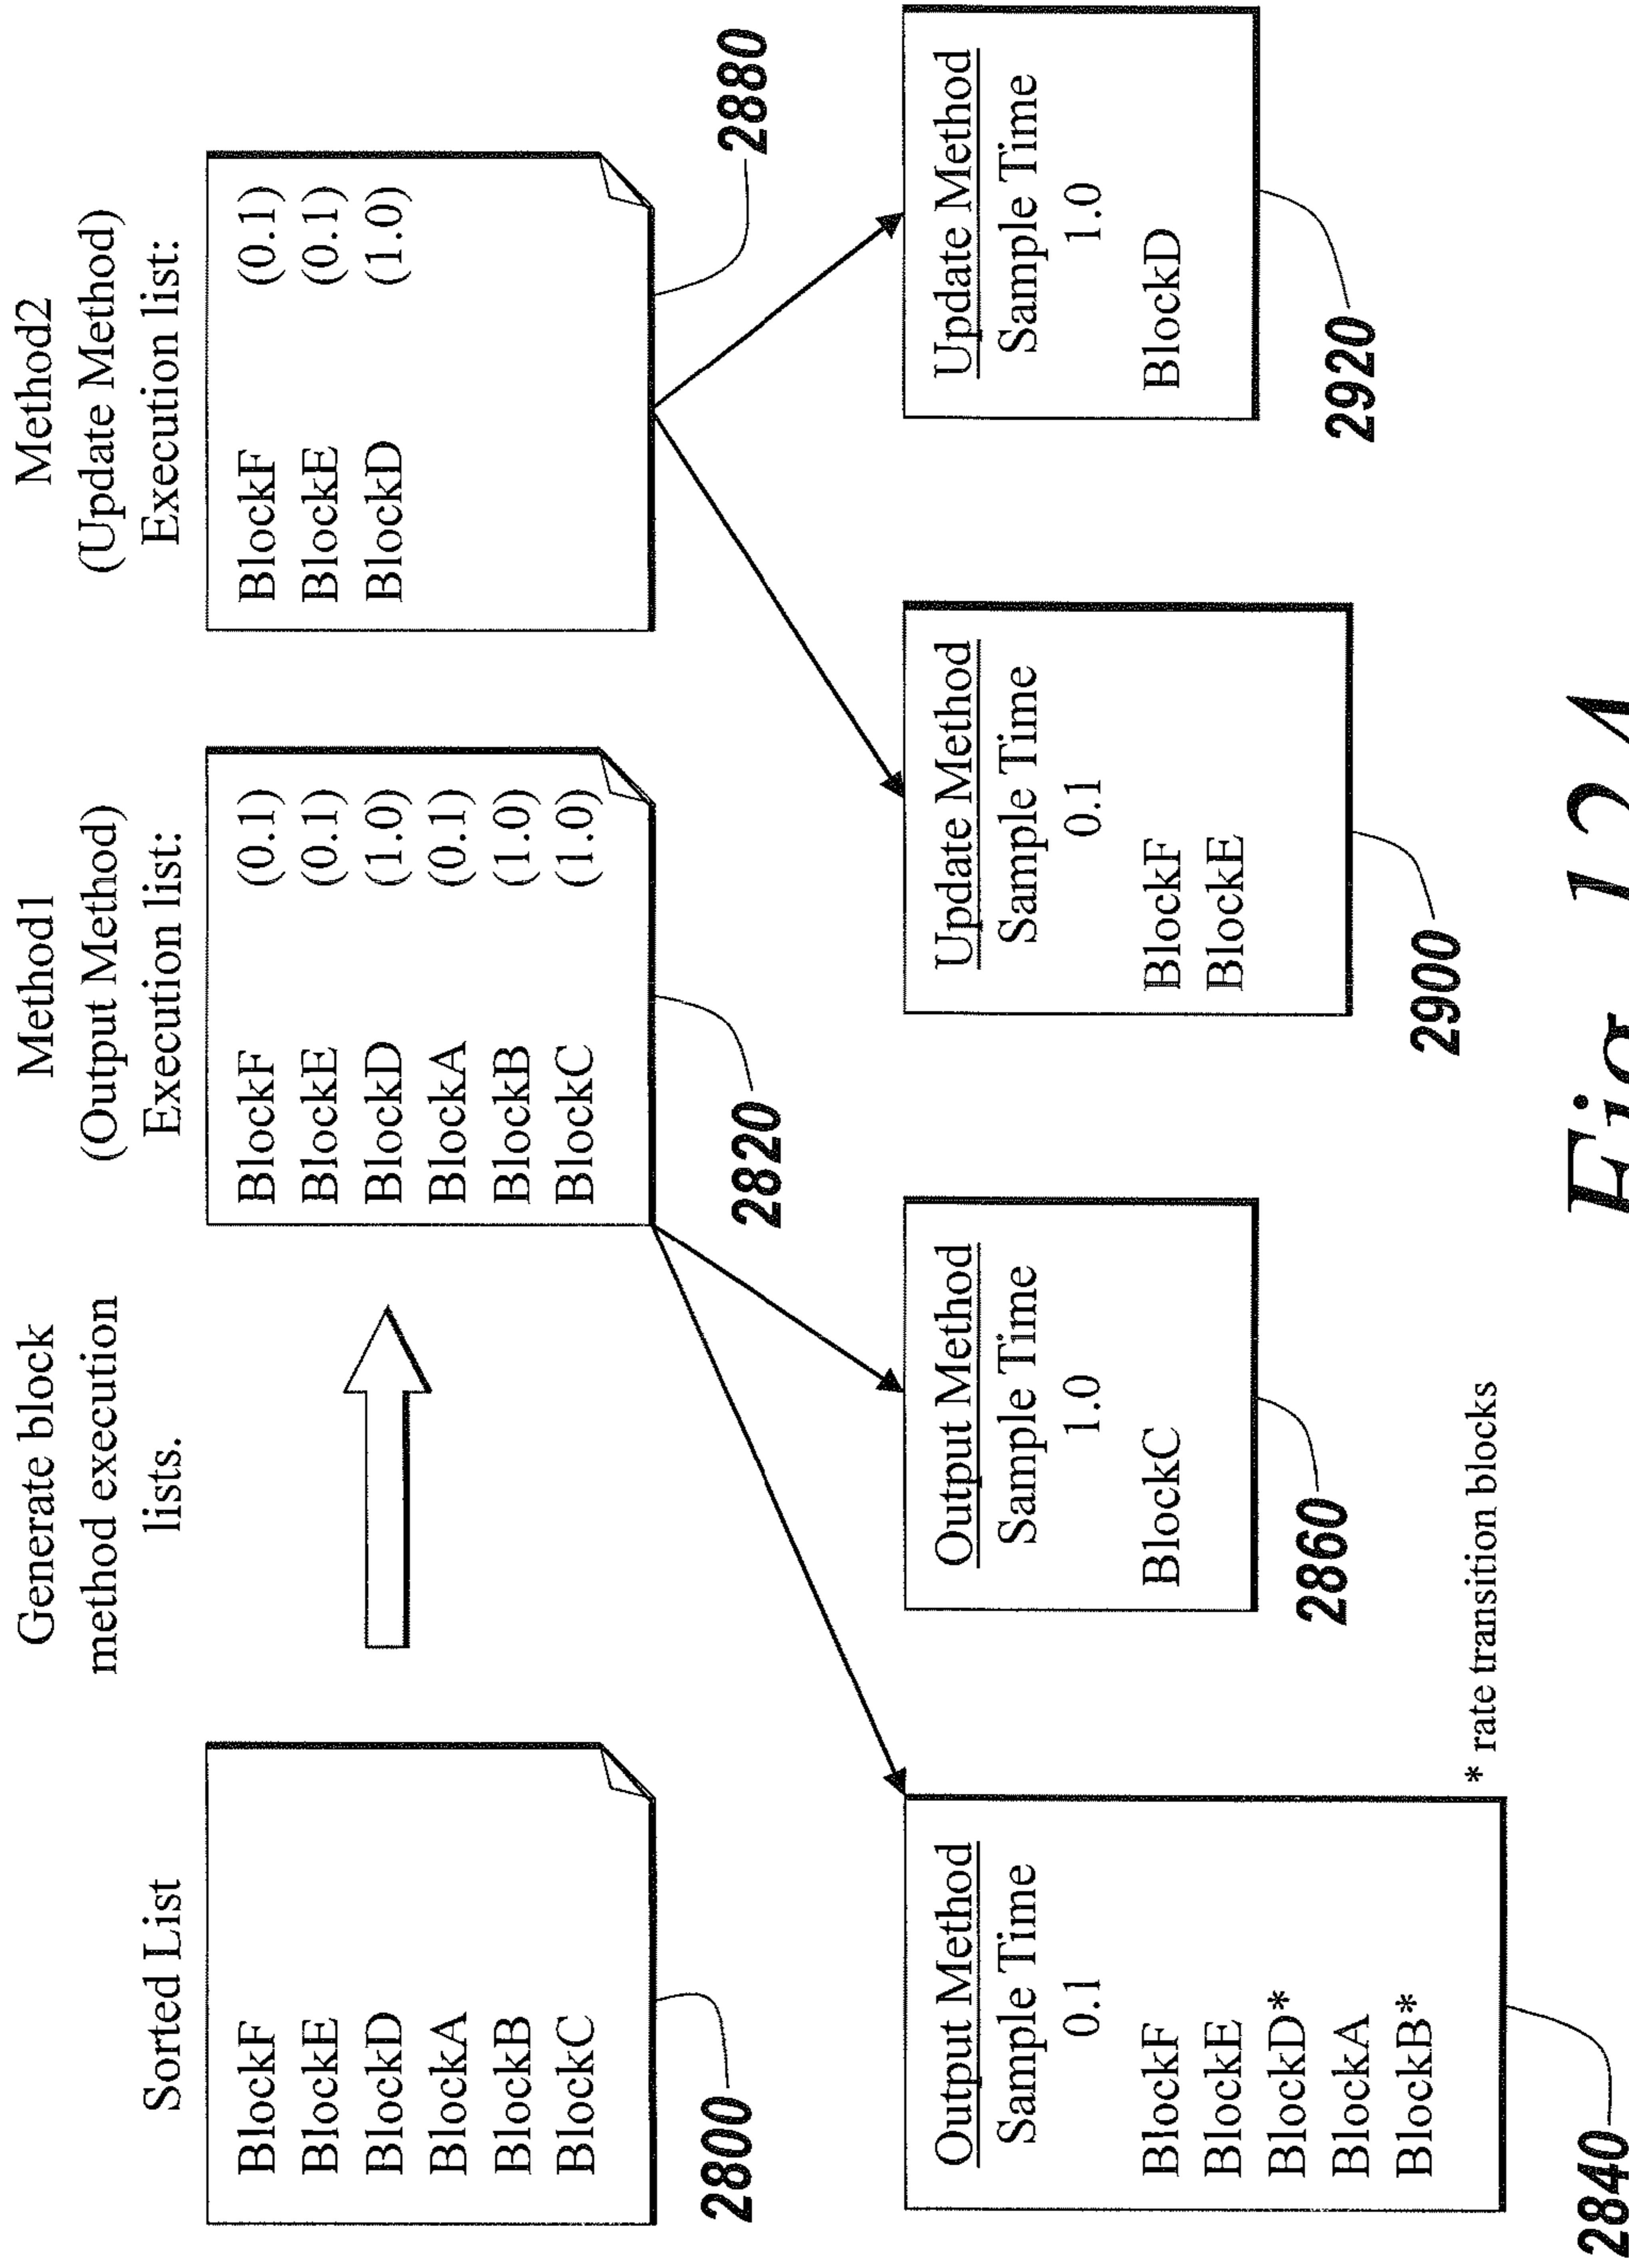 Sorted List
BlockF
BlockE
BlockD
BlockA
BlockB
BlockC
2800
Generate block
method execution
lists.
Method1
(Output Method)
Execution list:
BlockF (0.1)
BlockE (0.1)
BlockD (1.0)
BlockA (0.1)
BlockB (1.0)
BlockC (1.0)
2820
Method2
(Update Method)
Execution list:
BlockF (0.1)
BlockE (0.1)
BlockD (1.0)
2880
Output Method
Sample Time
0.1
BlockF
BlockE
BlockD*
BlockA
BlockB*
2840
* rate transition blocks
Output Method
Sample Time
1.0
BlockC
2860
Update Method
Sample Time
0.1
BlockF
BlockE
2900
Update Method
Sample Time
1.0
BlockD
2920
Fig. 12A